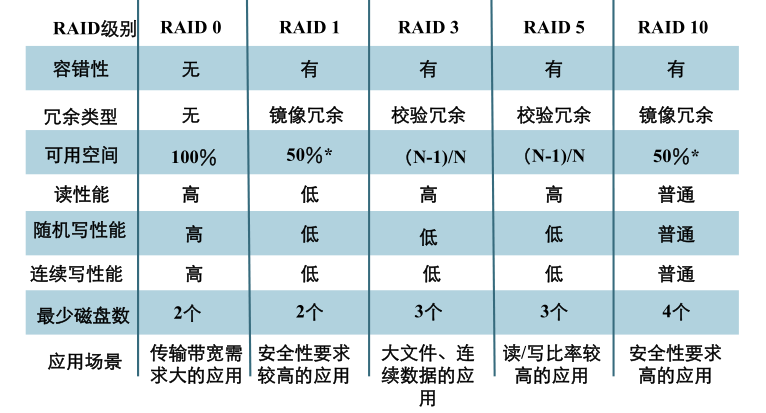 RAID级别 RAID 0 RAID 1 RAID 3 RAID 5 RAID 10
容错性 无 有 有 有 有
冗余类型 无 镜像冗余 校验冗余 校验冗余 镜像冗余
可用空间 100% 50%* （N-1)/N （N-1)/N 50%*
读性能 高 低 高 高 普通
随机写性能 高 低 低 低 普通
连续写性能 高 低 低 低 普通
最少磁盘数 2个 2个 3个 3个 4个
应用场景 传输带宽需 安全性要求 大文件、连 读/写比率较 安全性要求
求大的应用 较高的应用 续数据的应 高的应用 高的应用
用